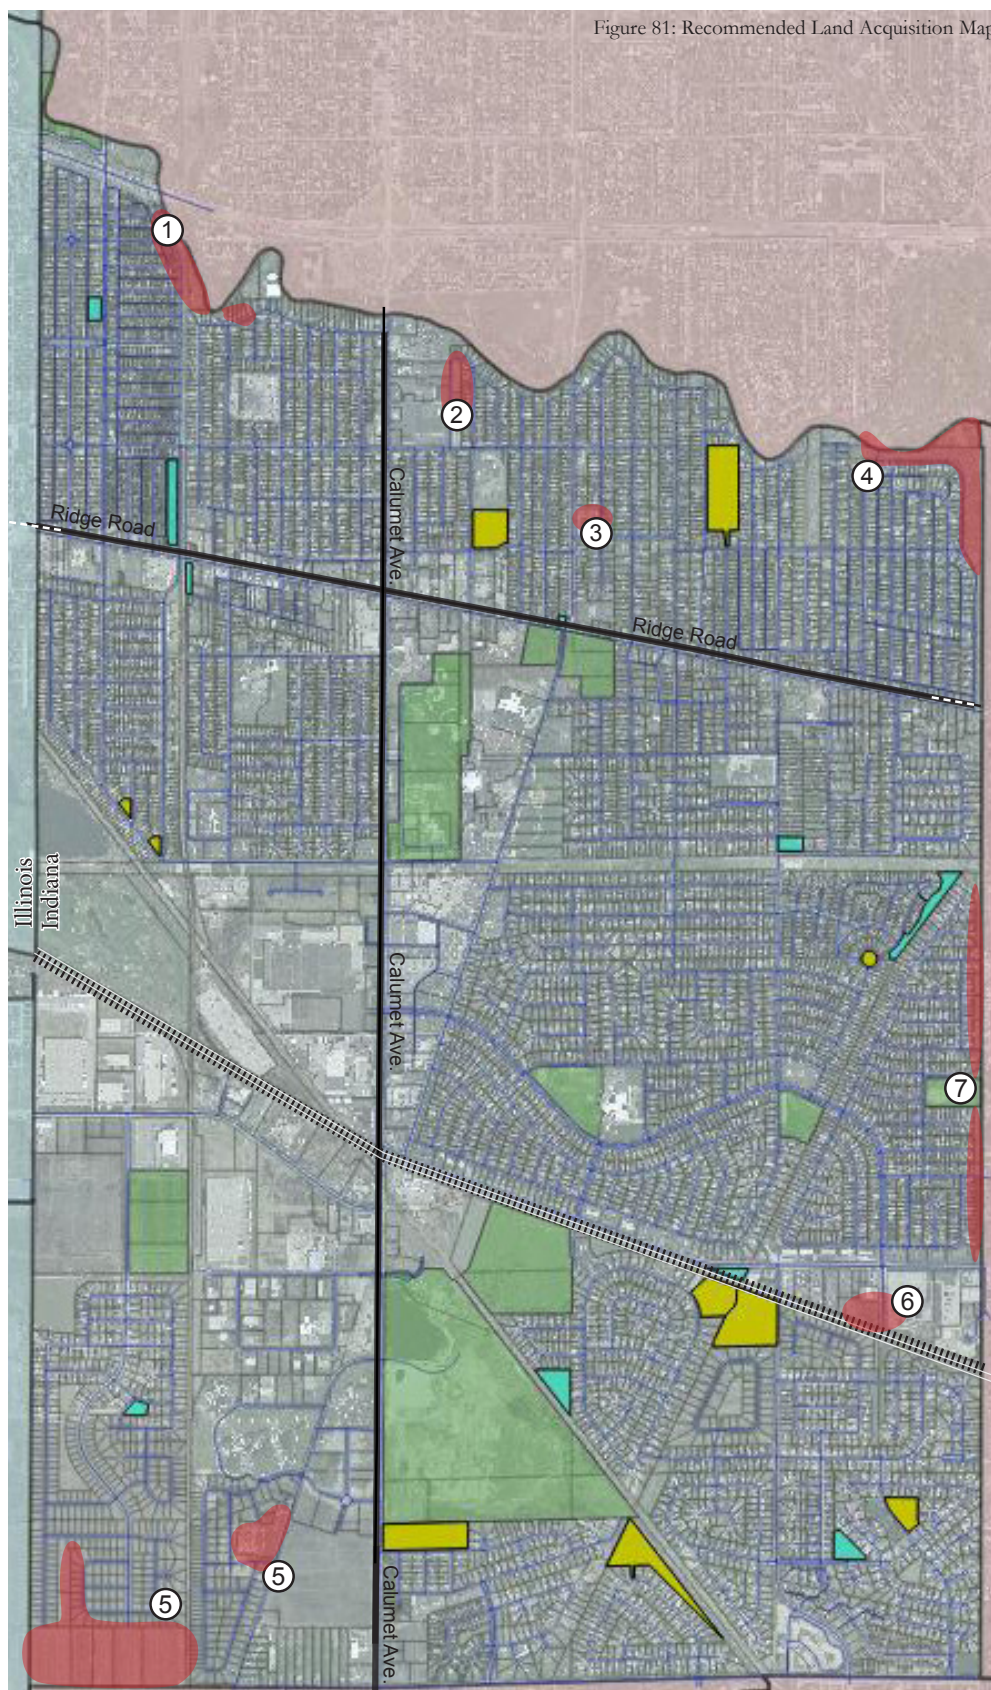 Figure 81: Recommended Land Acquisition Map
1
2
4
Calumet Ave.
Ridge Road
3
Ridge Road
Illinois
Indiana
Calumet Ave.
7
6
5
5
Calumet Ave.